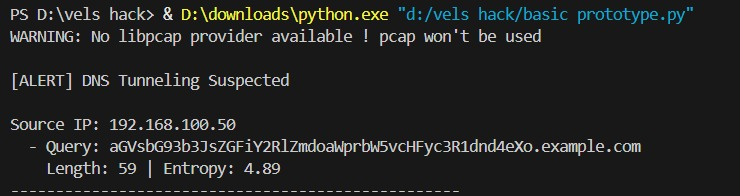 PS D:\vels hack> & D:\downloads\python.exe "d:/vels hack/basic prototype.py"
WARNING: No libpcap provider available ! pcap won't be used
[ALERT] DNS Tunneling Suspected
Source IP: 192.168.100.50
- Query: aGVsbG93b3JsZGFiY2RlZmdoaWprbW5vcHFyc3R1dnd4eXo.example.com
Length: 59 | Entropy: 4.89
--------------------------------------------------